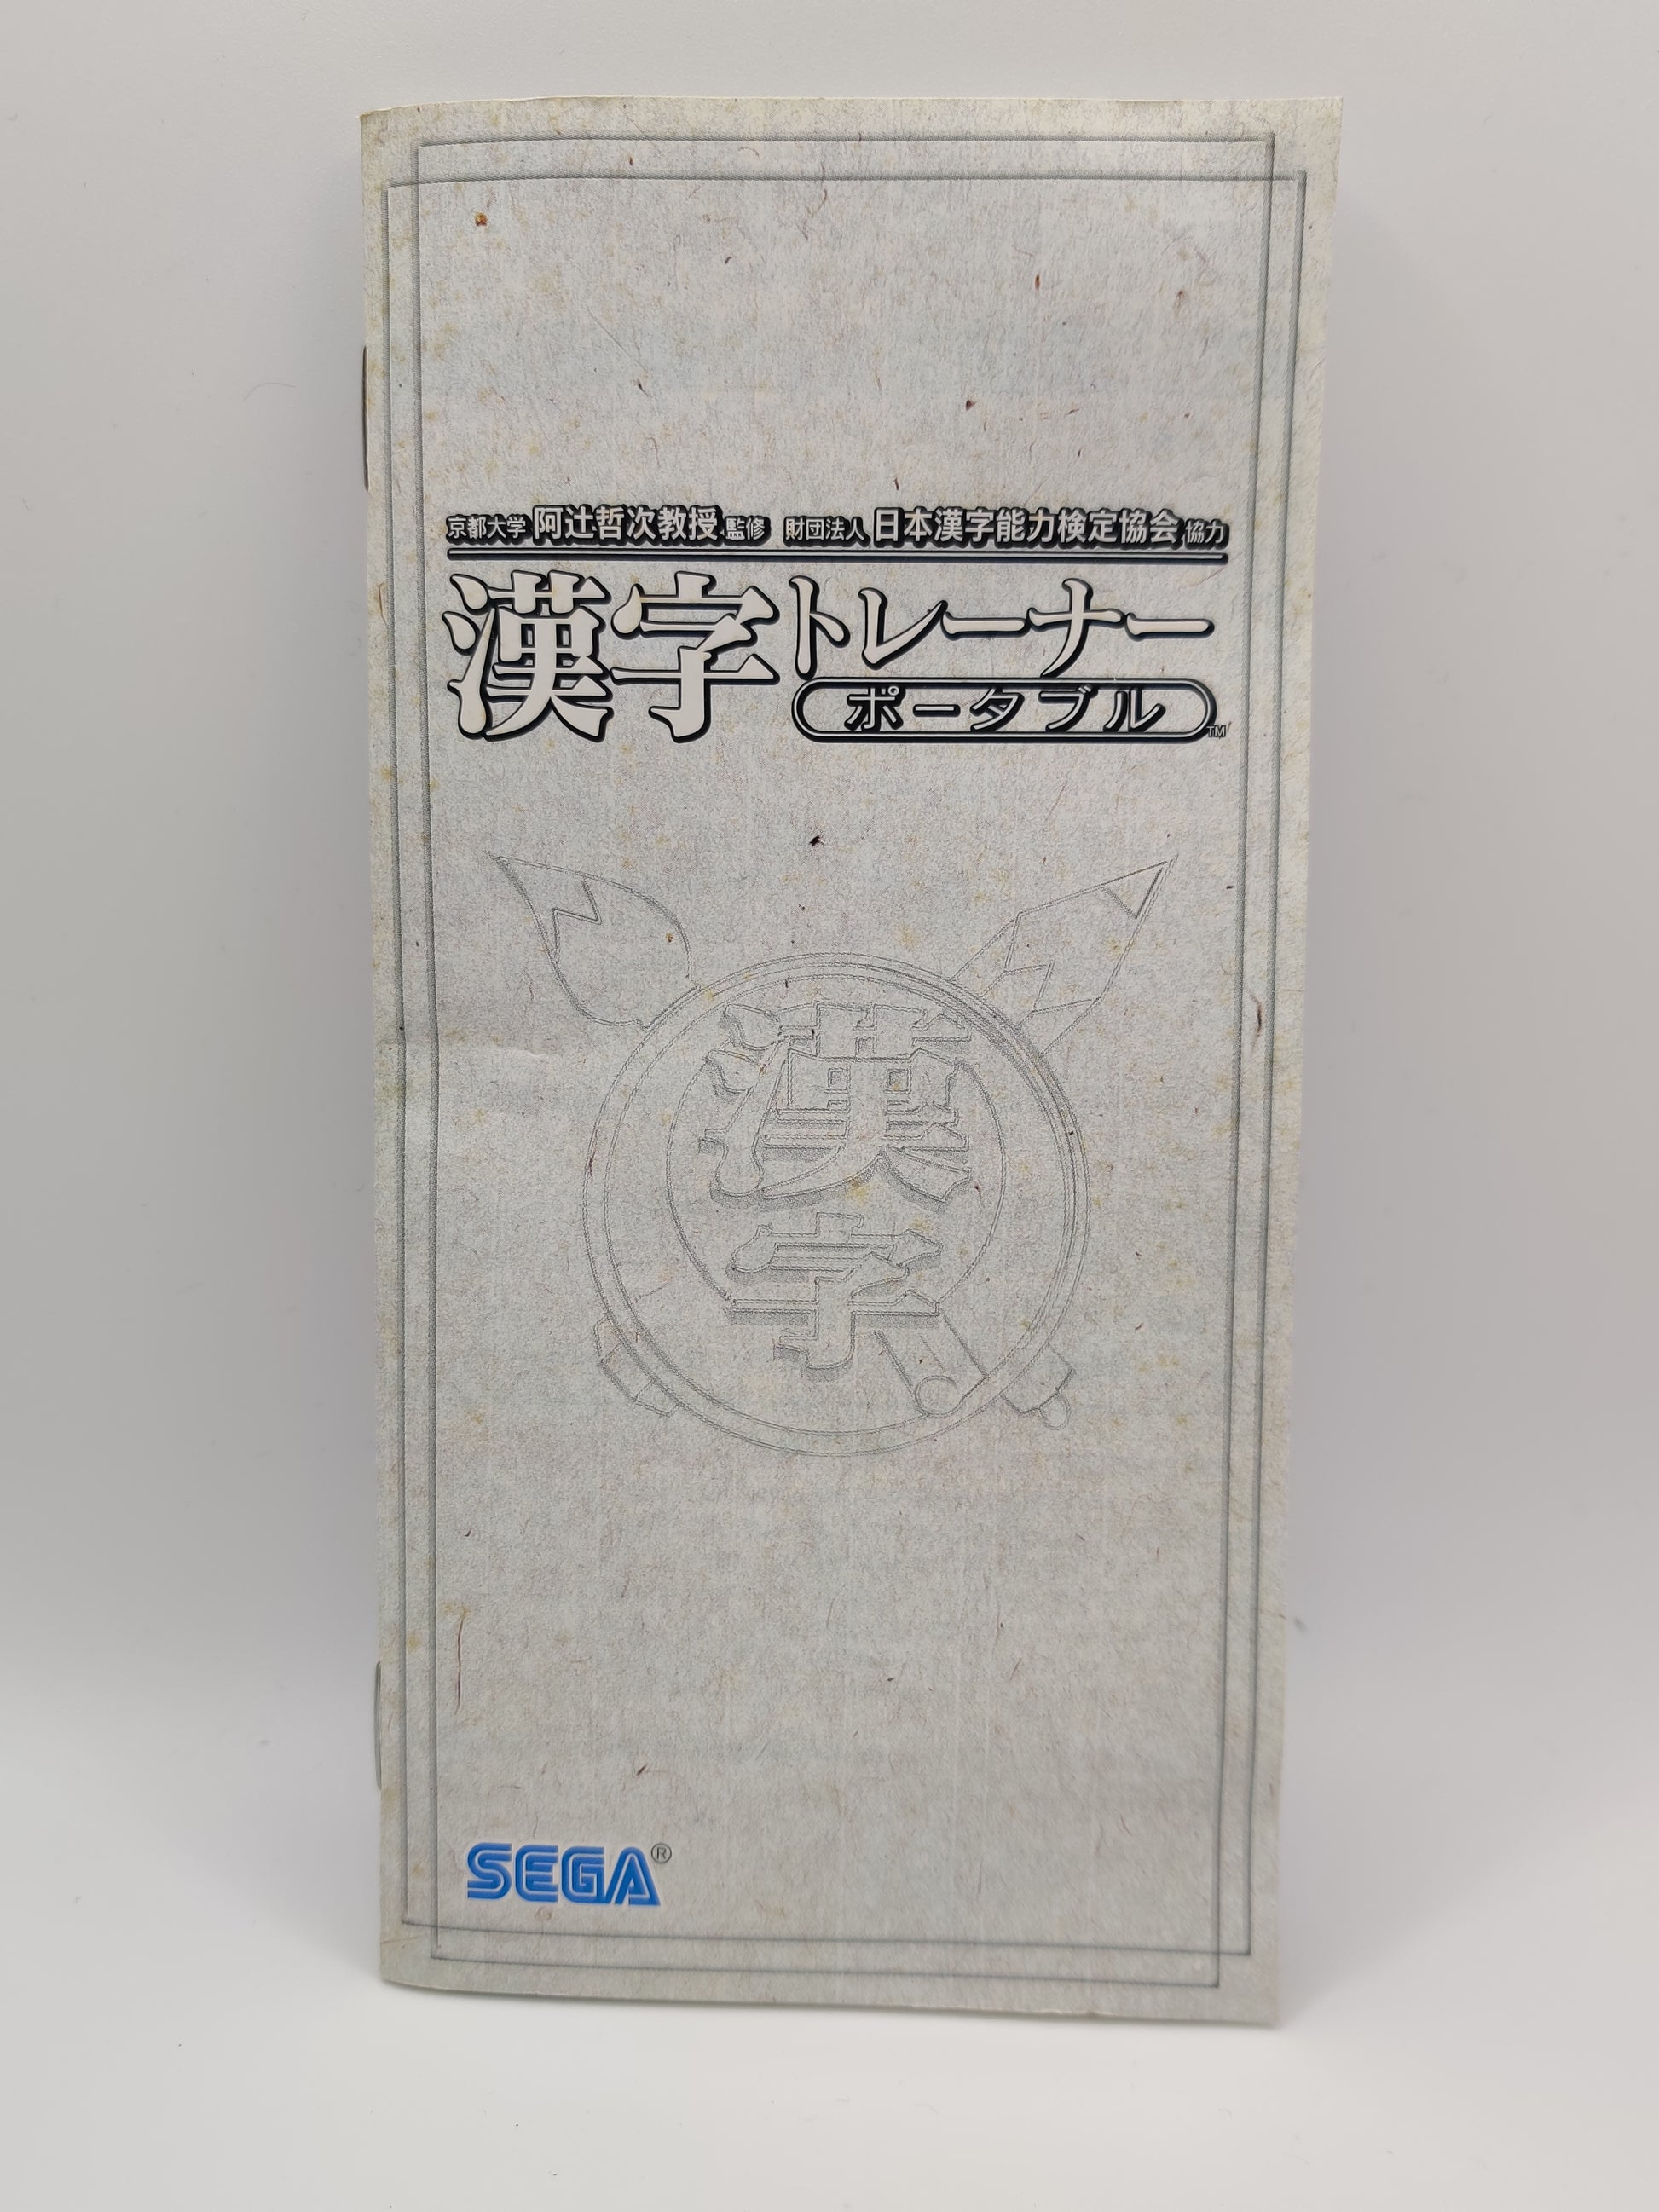 京都大学 阿辻哲次教授 監修 財団法人 日本漢字能力検定協会 協力
漢字トレーナー
ポータブル™
漢
字
SEGA®